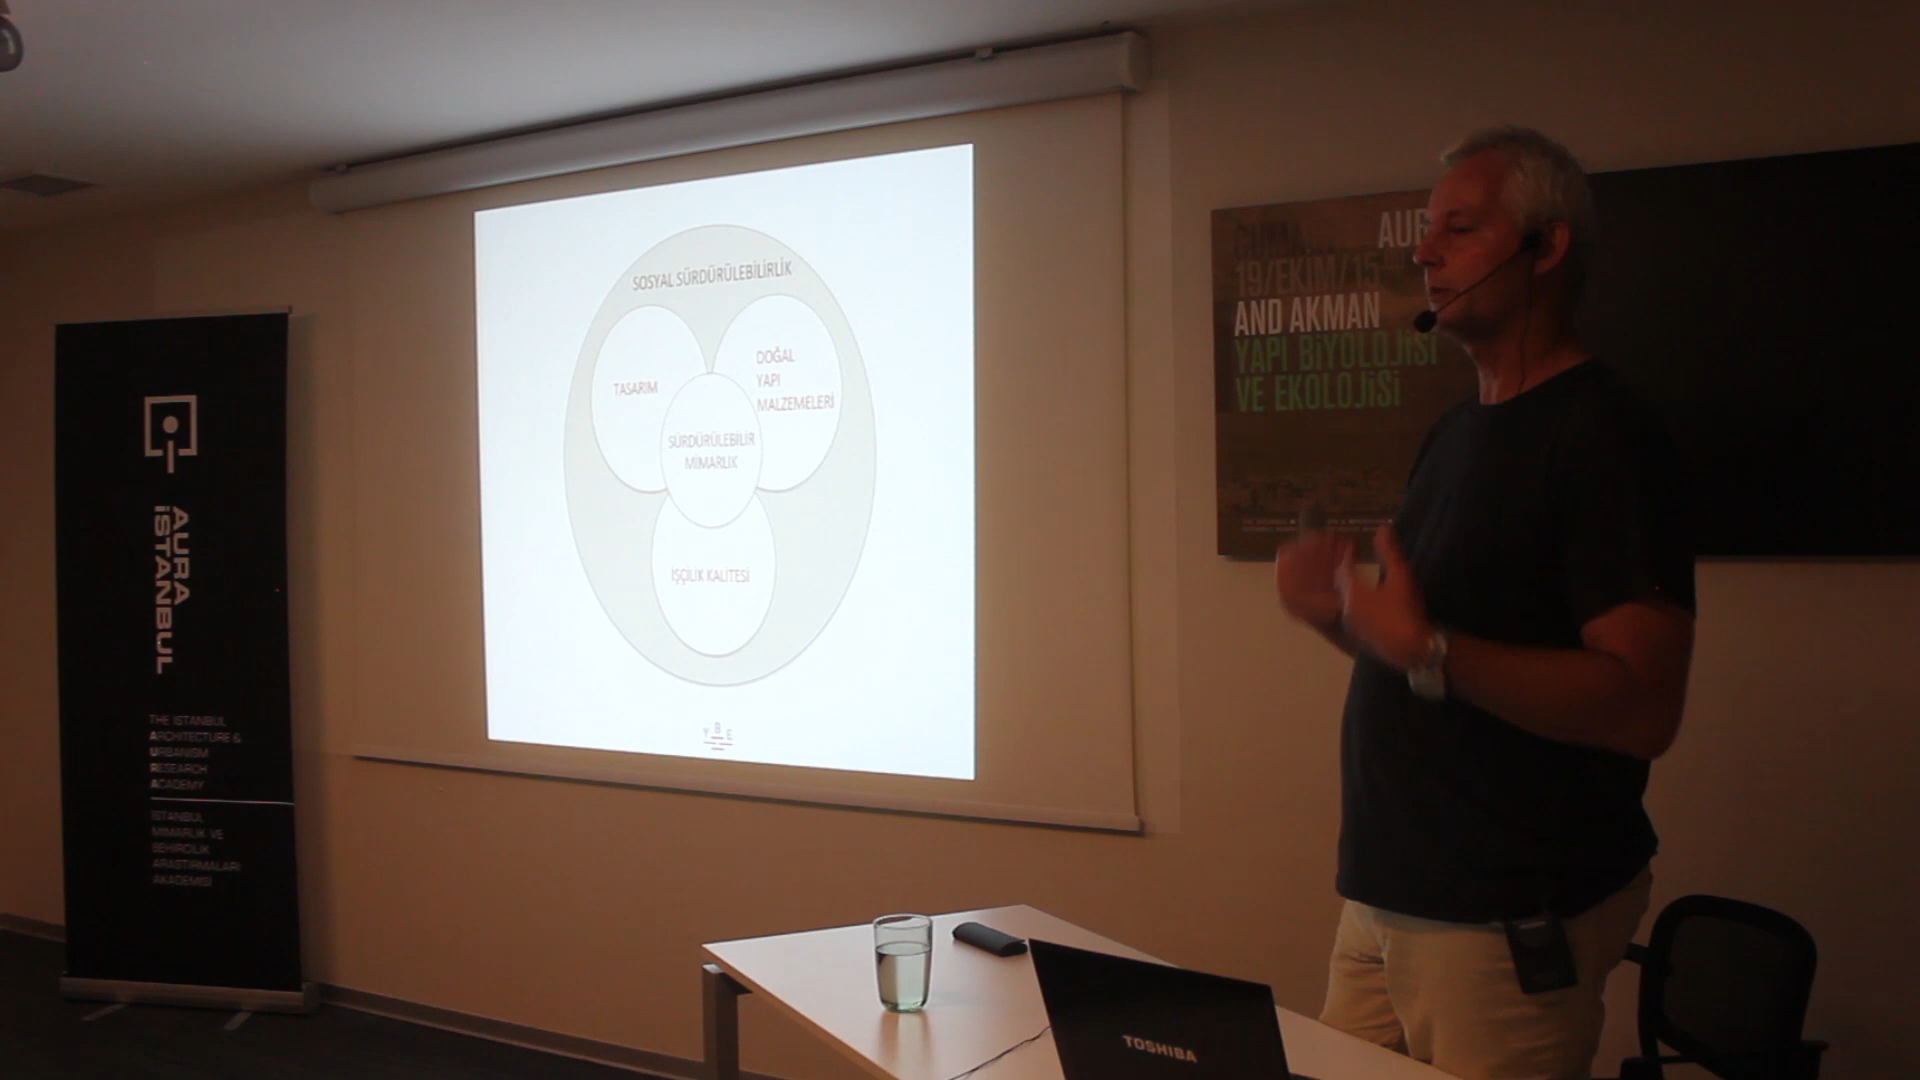 AURA
İSTANBUL
THE ISTANBUL
ARCHITECTURE &
URBANISM
RESEARCH
ACADEMY
İSTANBUL
MİMARLIK VE
ŞEHİRCİLİK
ARAŞTIRMALARI
AKADEMİSİ
SOSYAL SÜRDÜRÜLEBİLİRLİK
TASARIM
DOĞAL
YAPI
MALZEMELERİ
SÜRDÜRÜLEBİLİR
MİMARLIK
İŞÇİLİK KALİTESİ
Y B E
CUMA
AUR
19/EKİM/15
AND AKMAN
YAPI BİYOLOJİSİ
VE EKOLOJİSİ
TOSHIBA